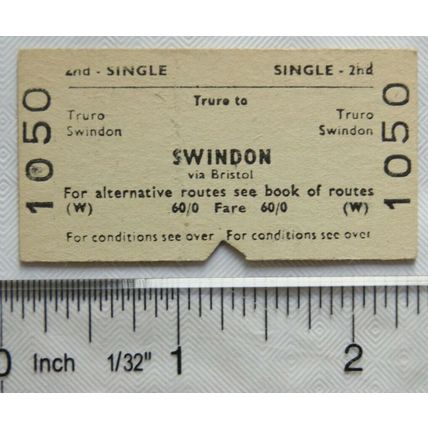 2nd - SINGLE SINGLE - 2nd
Truro to
Truro Truro
Swindon Swindon
SWINDON
via Bristol
For alternative routes see book of routes
(W) 60/0 Fare 60/0 (W)
For conditions see over For conditions see over
1050
1050
0 Inch 1/32" 1 2